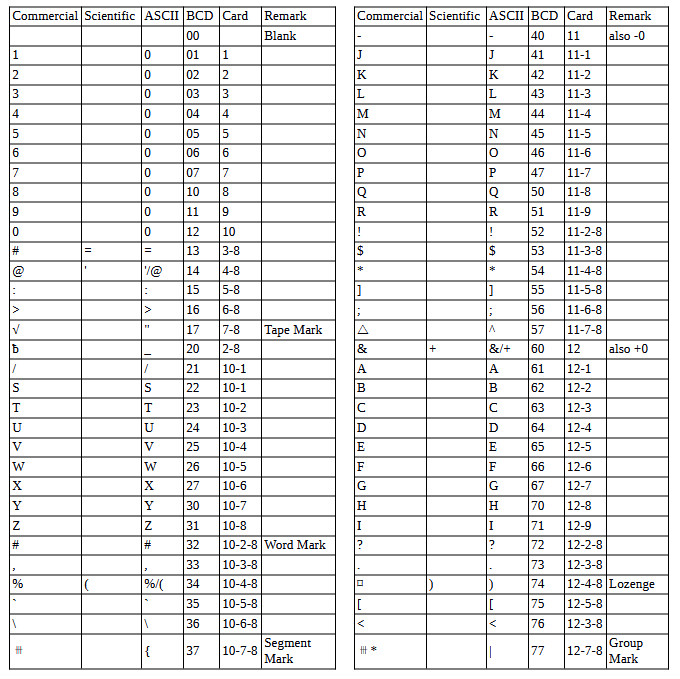 Commercial Scientific ASCII BCD Card Remark
00 Blank
1 0 01 1
2 0 02 2
3 0 03 3
4 0 04 4
5 0 05 5
6 0 06 6
7 0 07 7
8 0 10 8
9 0 11 9
0 0 12 10
# = = 13 3-8
@ ' '/@ 14 4-8
: : 15 5-8
> > 16 6-8
√ " 17 7-8 Tape Mark
ƀ _ 20 2-8
/ / 21 10-1
S S 22 10-1
T T 23 10-2
U U 24 10-3
V V 25 10-4
W W 26 10-5
X X 27 10-6
Y Y 30 10-7
Z Z 31 10-8
# # 32 10-2-8 Word Mark
, , 33 10-3-8
% ( %/( 34 10-4-8
` ` 35 10-5-8
\ \ 36 10-6-8
⧻ { 37 10-7-8 Segment
Mark
Commercial Scientific ASCII BCD Card Remark
- - 40 11 also -0
J J 41 11-1
K K 42 11-2
L L 43 11-3
M M 44 11-4
N N 45 11-5
O O 46 11-6
P P 47 11-7
Q Q 50 11-8
R R 51 11-9
! ! 52 11-2-8
$ $ 53 11-3-8
* * 54 11-4-8
] ] 55 11-5-8
; ; 56 11-6-8
△ ^ 57 11-7-8
& + &/+ 60 12 also +0
A A 61 12-1
B B 62 12-2
C C 63 12-3
D D 64 12-4
E E 65 12-5
F F 66 12-6
G G 67 12-7
H H 70 12-8
I I 71 12-9
? ? 72 12-2-8
. . 73 12-3-8
⌑ ) ) 74 12-4-8 Lozenge
[ [ 75 12-5-8
< < 76 12-3-8
⧻ * | 77 12-7-8 Group
Mark